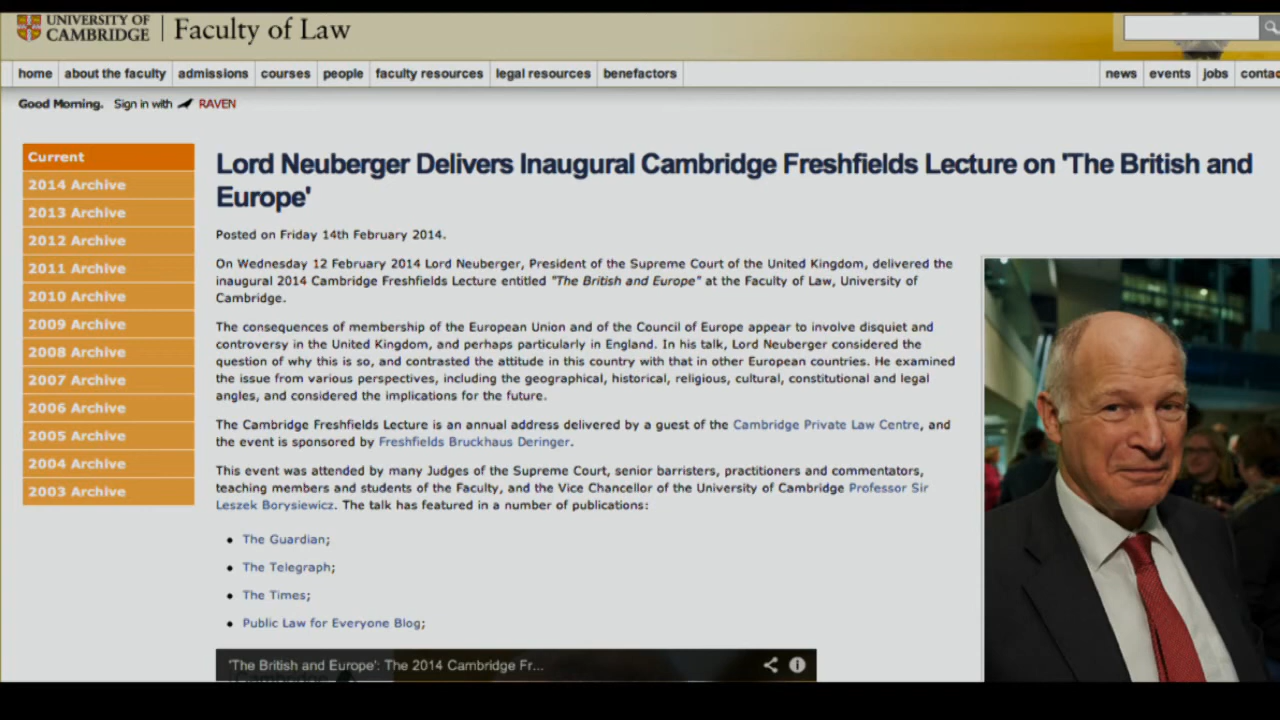 UNIVERSITY OF
CAMBRIDGE
Faculty of Law
home
about the faculty
admissions
courses
people
faculty resources
legal resources
benefactors
news
events
jobs
Good Morning. Sign in with RAVEN
Current
2014 Archive
2013 Archive
2012 Archive
2011 Archive
2010 Archive
2009 Archive
2008 Archive
2007 Archive
2006 Archive
2005 Archive
2004 Archive
2003 Archive
Lord Neuberger Delivers Inaugural Cambridge Freshfields Lecture on 'The British and
Europe'
Posted on Friday 14th February 2014.
On Wednesday 12 February 2014 Lord Neuberger, President of the Supreme Court of the United Kingdom, delivered the
inaugural 2014 Cambridge Freshfields Lecture entitled "The British and Europe" at the Faculty of Law, University of
Cambridge.
The consequences of membership of the European Union and of the Council of Europe appear to involve disquiet and
controversy in the United Kingdom, and perhaps particularly in England. In his talk, Lord Neuberger considered the
question of why this is so, and contrasted the attitude in this country with that in other European countries. He examined
the issue from various perspectives, including the geographical, historical, religious, cultural, constitutional and legal
angles, and considered the implications for the future.
The Cambridge Freshfields Lecture is an annual address delivered by a guest of the Cambridge Private Law Centre, and
the event is sponsored by Freshfields Bruckhaus Deringer.
This event was attended by many Judges of the Supreme Court, senior barristers, practitioners and commentators,
teaching members and students of the Faculty, and the Vice Chancellor of the University of Cambridge Professor Sir
Leszek Borysiewicz. The talk has featured in a number of publications:
The Guardian;
The Telegraph;
The Times;
Public Law for Everyone Blog;
'The British and Europe': The 2014 Cambridge Fr...